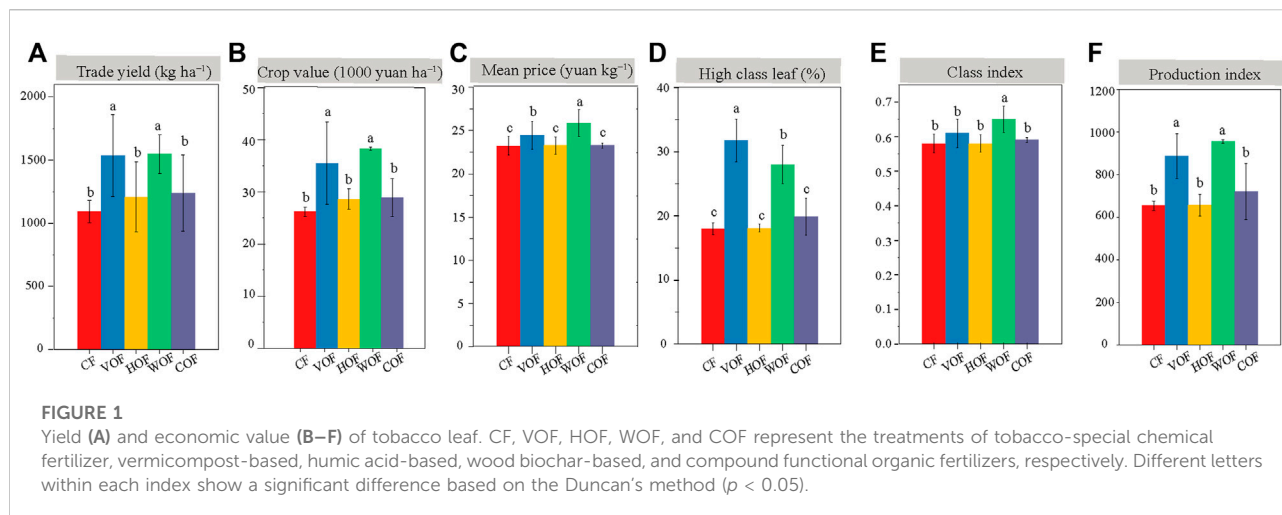 A
Trade yield (kg ha⁻¹)
2000
1500
1000
500
0
b
a
b
a
b
CF
VOF
HOF
WOF
COF
B
Crop value (1000 yuan ha⁻¹)
50
40
30
20
10
0
b
a
b
a
b
CF
VOF
HOF
WOF
COF
C
Mean price (yuan kg⁻¹)
30
25
20
15
10
5
0
c
b
c
a
c
CF
VOF
HOF
WOF
COF
D
High class leaf (%)
40
30
20
10
0
c
a
c
b
c
CF
VOF
HOF
WOF
COF
E
Class index
0.7
0.6
0.5
0.4
0.3
0.2
0.1
0.0
b
b
b
a
b
CF
VOF
HOF
WOF
COF
F
Production index
1200
1000
800
600
400
200
0
b
a
b
a
b
CF
VOF
HOF
WOF
COF
FIGURE 1
Yield (A) and economic value (B–F) of tobacco leaf. CF, VOF, HOF, WOF, and COF represent the treatments of tobacco-special chemical
fertilizer, vermicompost-based, humic acid-based, wood biochar-based, and compound functional organic fertilizers, respectively. Different letters
within each index show a significant difference based on the Duncan's method (p < 0.05).